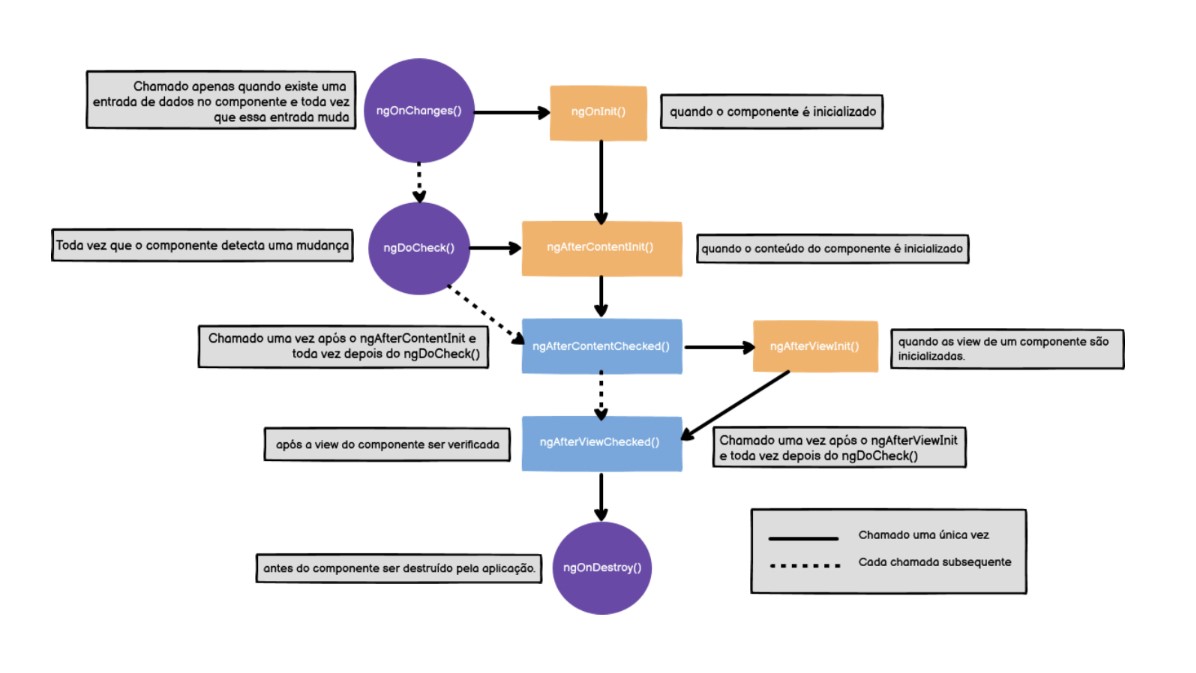 Chamado apenas quando existe uma
entrada de dados no componente e toda vez
que essa entrada muda
ngOnChanges()
ngOnInit()
quando o componente é inicializado
Toda vez que o componente detecta uma mudança
ngDoCheck()
ngAfterContentInit()
quando o conteúdo do componente é inicializado
Chamado uma vez após o ngAfterContentInit e
toda vez depois do ngDoCheck()
ngAfterContentChecked()
ngAfterViewInit()
quando as view de um componente são
inicializadas.
após a view do componente ser verificada
ngAfterViewChecked()
Chamado uma vez após o ngAfterViewInit
e toda vez depois do ngDoCheck()
antes do componente ser destruído pela aplicação.
ngOnDestroy()
Chamado uma única vez
Cada chamada subsequente